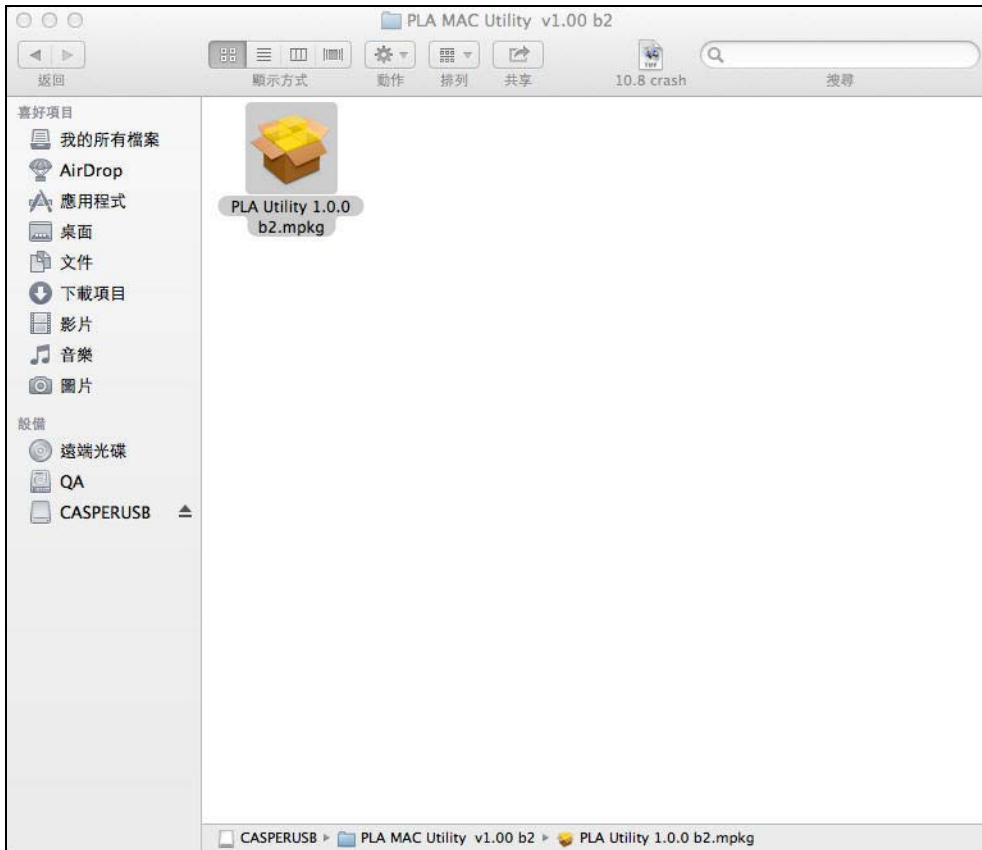 PLA MAC Utility v1.00 b2
返回
顯示方式
動作
排列
共享
TIFF
10.8 crash
搜尋
喜好項目
我的所有檔案
AirDrop
應用程式
桌面
文件
下載項目
影片
音樂
圖片
設備
遠端光碟
QA
CASPERUSB
PLA Utility 1.0.0
b2.mpkg
CASPERUSB ▸ PLA MAC Utility v1.00 b2 ▸ PLA Utility 1.0.0 b2.mpkg